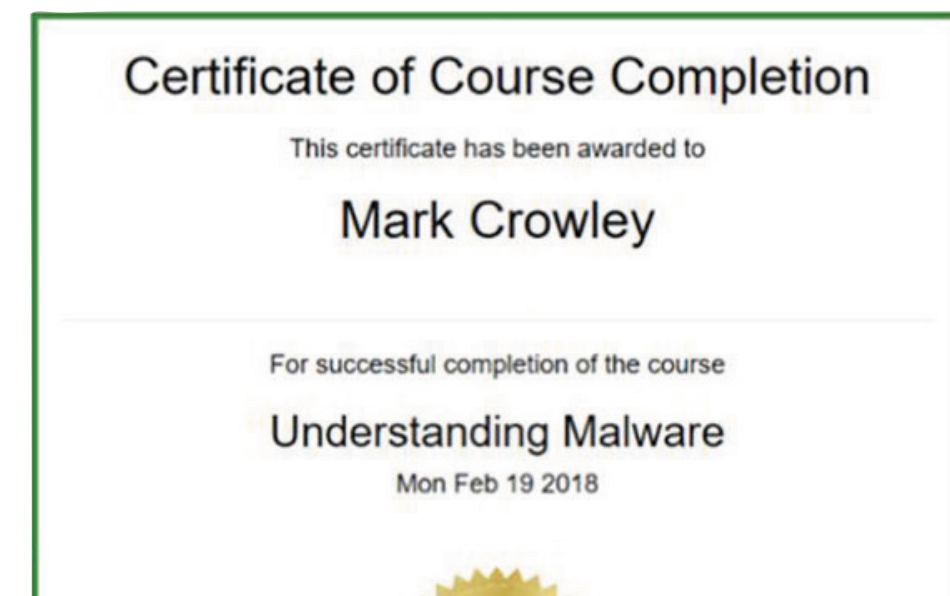 Certificate of Course Completion
This certificate has been awarded to
Mark Crowley
For successful completion of the course
Understanding Malware
Mon Feb 19 2018